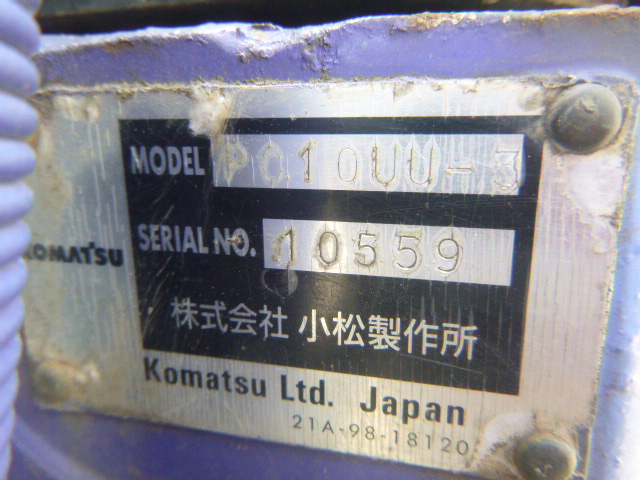 MODEL PC10UU-3
SERIAL NO. 10559
KOMATSU
株式会社 小松製作所
Komatsu Ltd. Japan
21A-98-18120